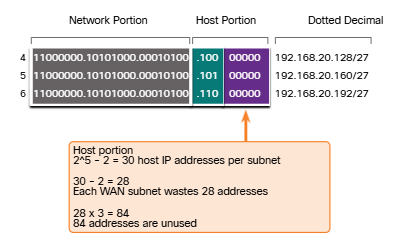 Network Portion Host Portion Dotted Decimal
4 11000000.10101000.00010100 .100 00000 192.168.20.128/27
5 11000000.10101000.00010100 .101 00000 192.168.20.160/27
6 11000000.10101000.00010100 .110 00000 192.168.20.192/27
Host portion
2^5 – 2 = 30 host IP addresses per subnet
30 – 2 = 28
Each WAN subnet wastes 28 addresses
28 x 3 = 84
84 addresses are unused